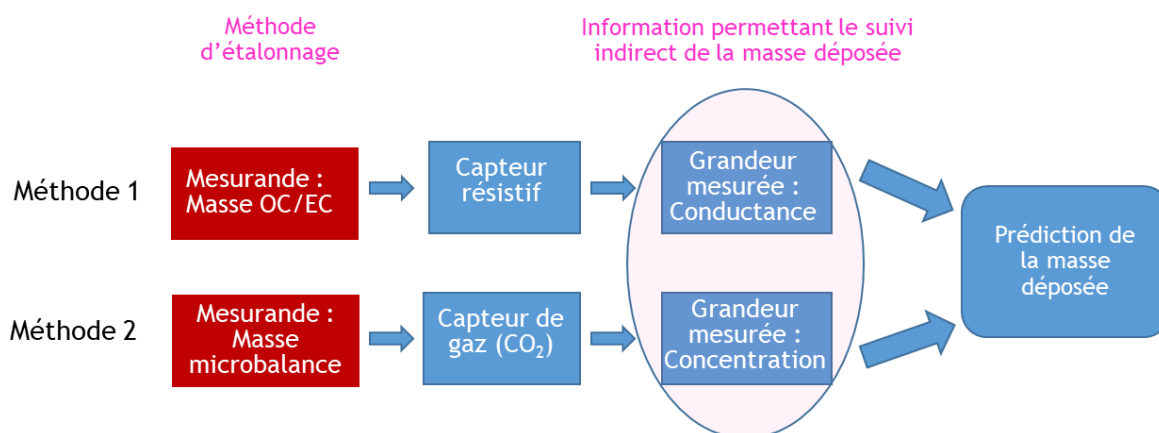 Méthode
d'étalonnage
Information permettant le suivi
indirect de la masse déposée
Méthode 1
Mesurande :
Masse OC/EC
Capteur
résistif
Grandeur
mesurée :
Conductance
Prédiction de
la masse
déposée
Méthode 2
Mesurande :
Masse
microbalance
Capteur de
gaz (CO₂)
Grandeur
mesurée :
Concentration